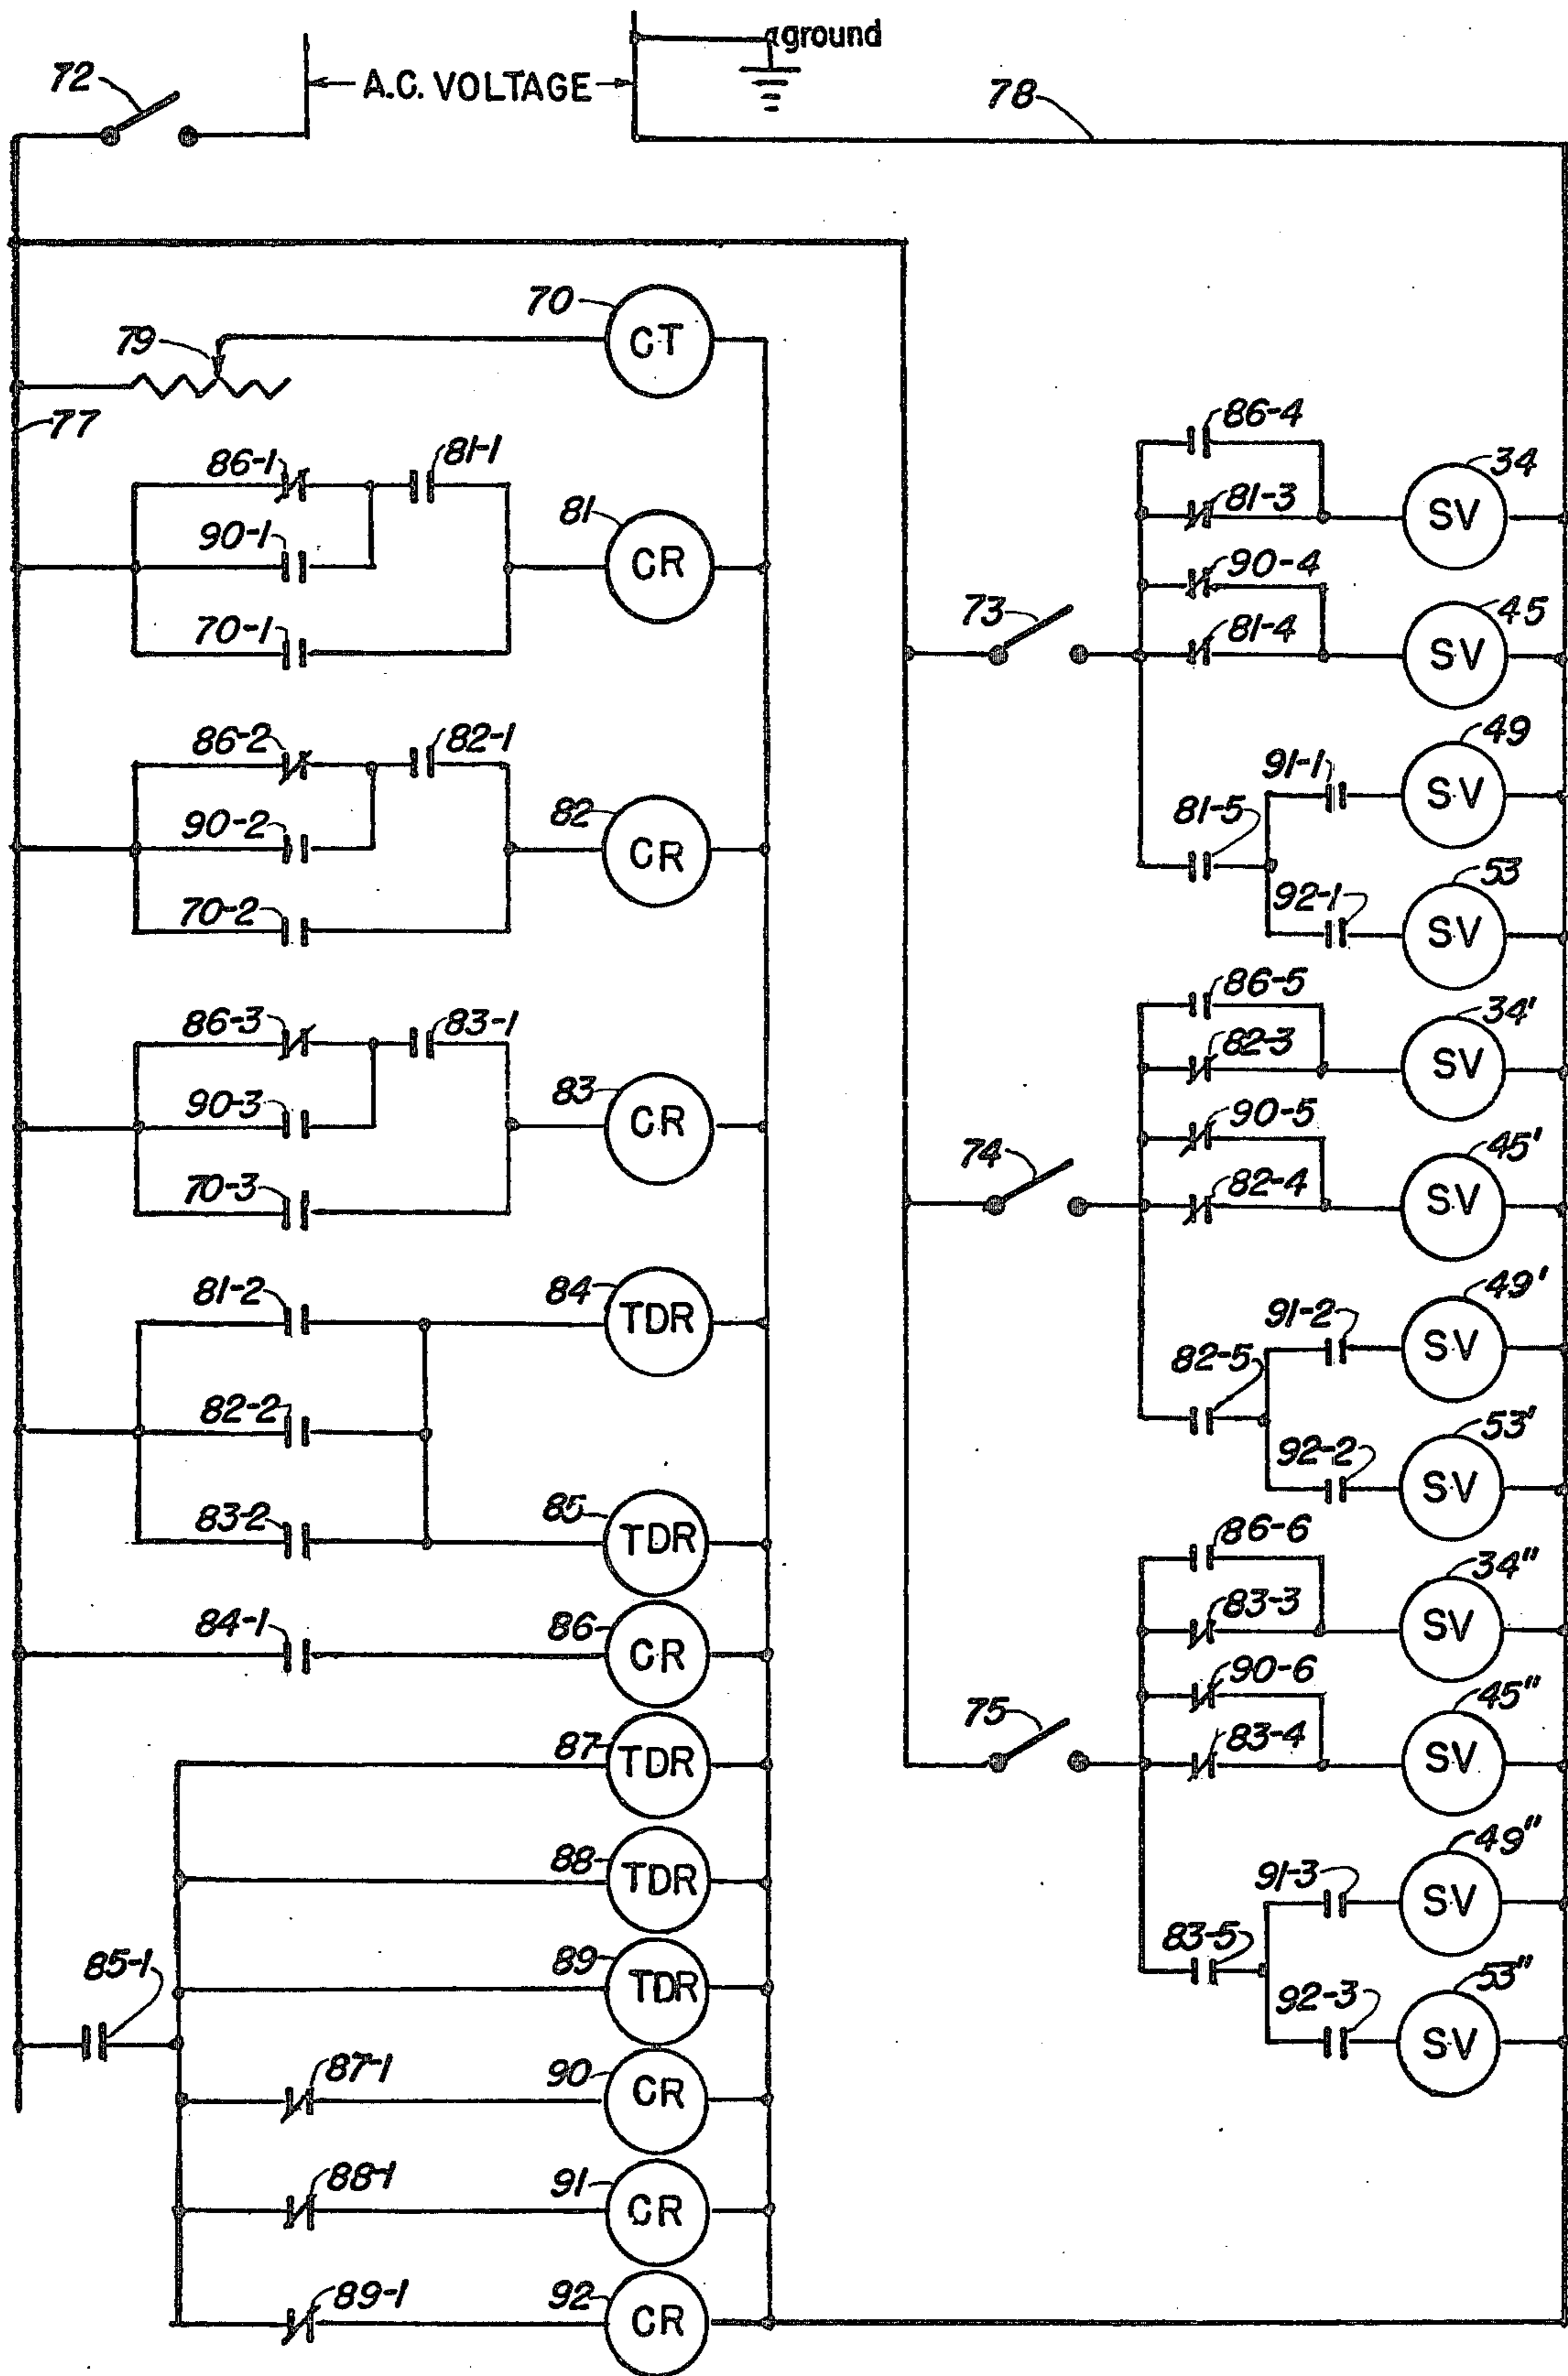 ground
72
A.C. VOLTAGE
78
70
CT
79
77
86-1
81-1
81
CR
90-1
70-1
86-2
82-1
82
CR
90-2
70-2
86-3
83-1
83
CR
90-3
70-3
81-2
84
TDR
82-2
83-2
85
TDR
84-1
86
CR
87
TDR
88
TDR
89
TDR
85-1
87-1
90
CR
88-1
91
CR
89-1
92
CR
86-4
34
SV
81-3
90-4
73
45
SV
81-4
49
SV
91-1
81-5
53
SV
92-1
86-5
34'
SV
82-3
90-5
74
45'
SV
82-4
49'
SV
91-2
82-5
53'
SV
92-2
86-6
34"
SV
83-3
90-6
75
45"
SV
83-4
49"
SV
91-3
83-5
53"
SV
92-3